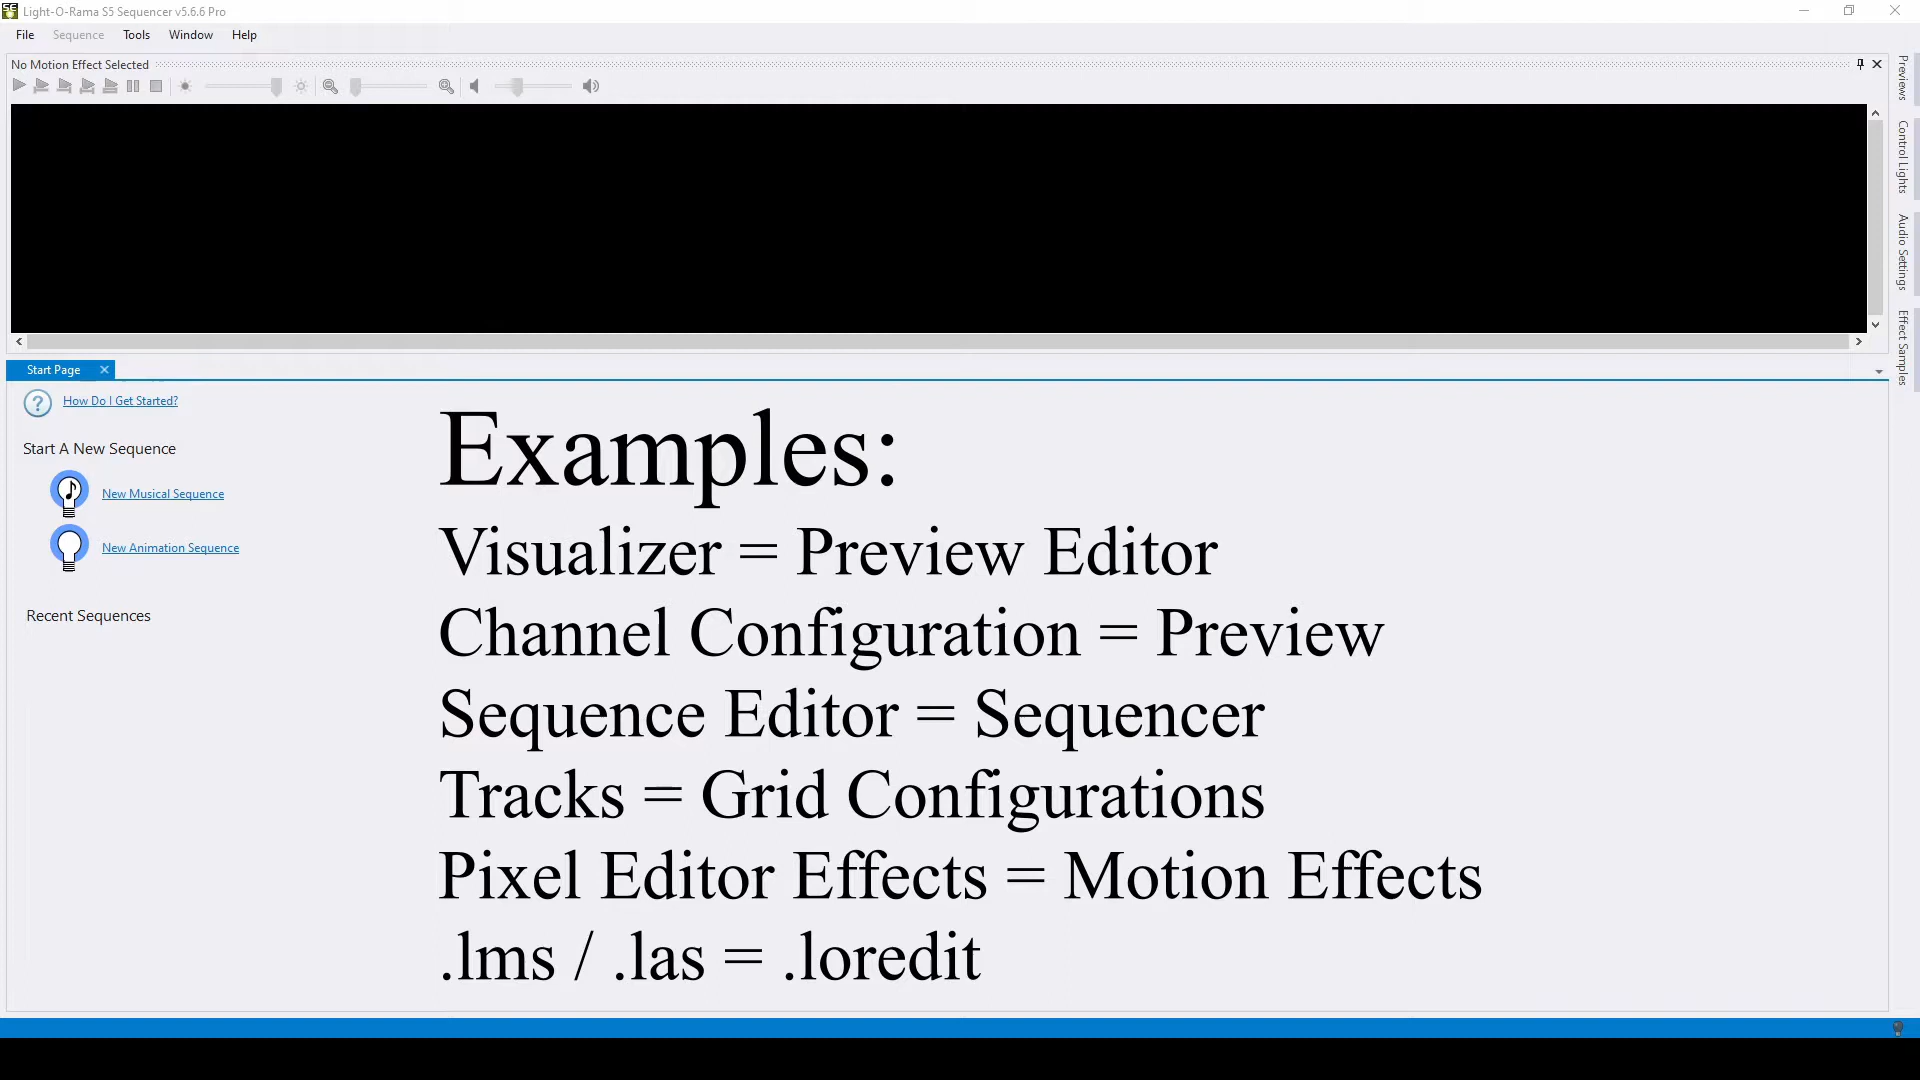 Light-O-Rama S5 Sequencer v5.6.6 Pro
File Sequence Tools Window Help
No Motion Effect Selected
Previews
Control Lights
Audio Settings
Effect Samples
Start Page
How Do I Get Started?
Start A New Sequence
New Musical Sequence
New Animation Sequence
Recent Sequences
Examples:
Visualizer = Preview Editor
Channel Configuration = Preview
Sequence Editor = Sequencer
Tracks = Grid Configurations
Pixel Editor Effects = Motion Effects
.lms / .las = .loredit